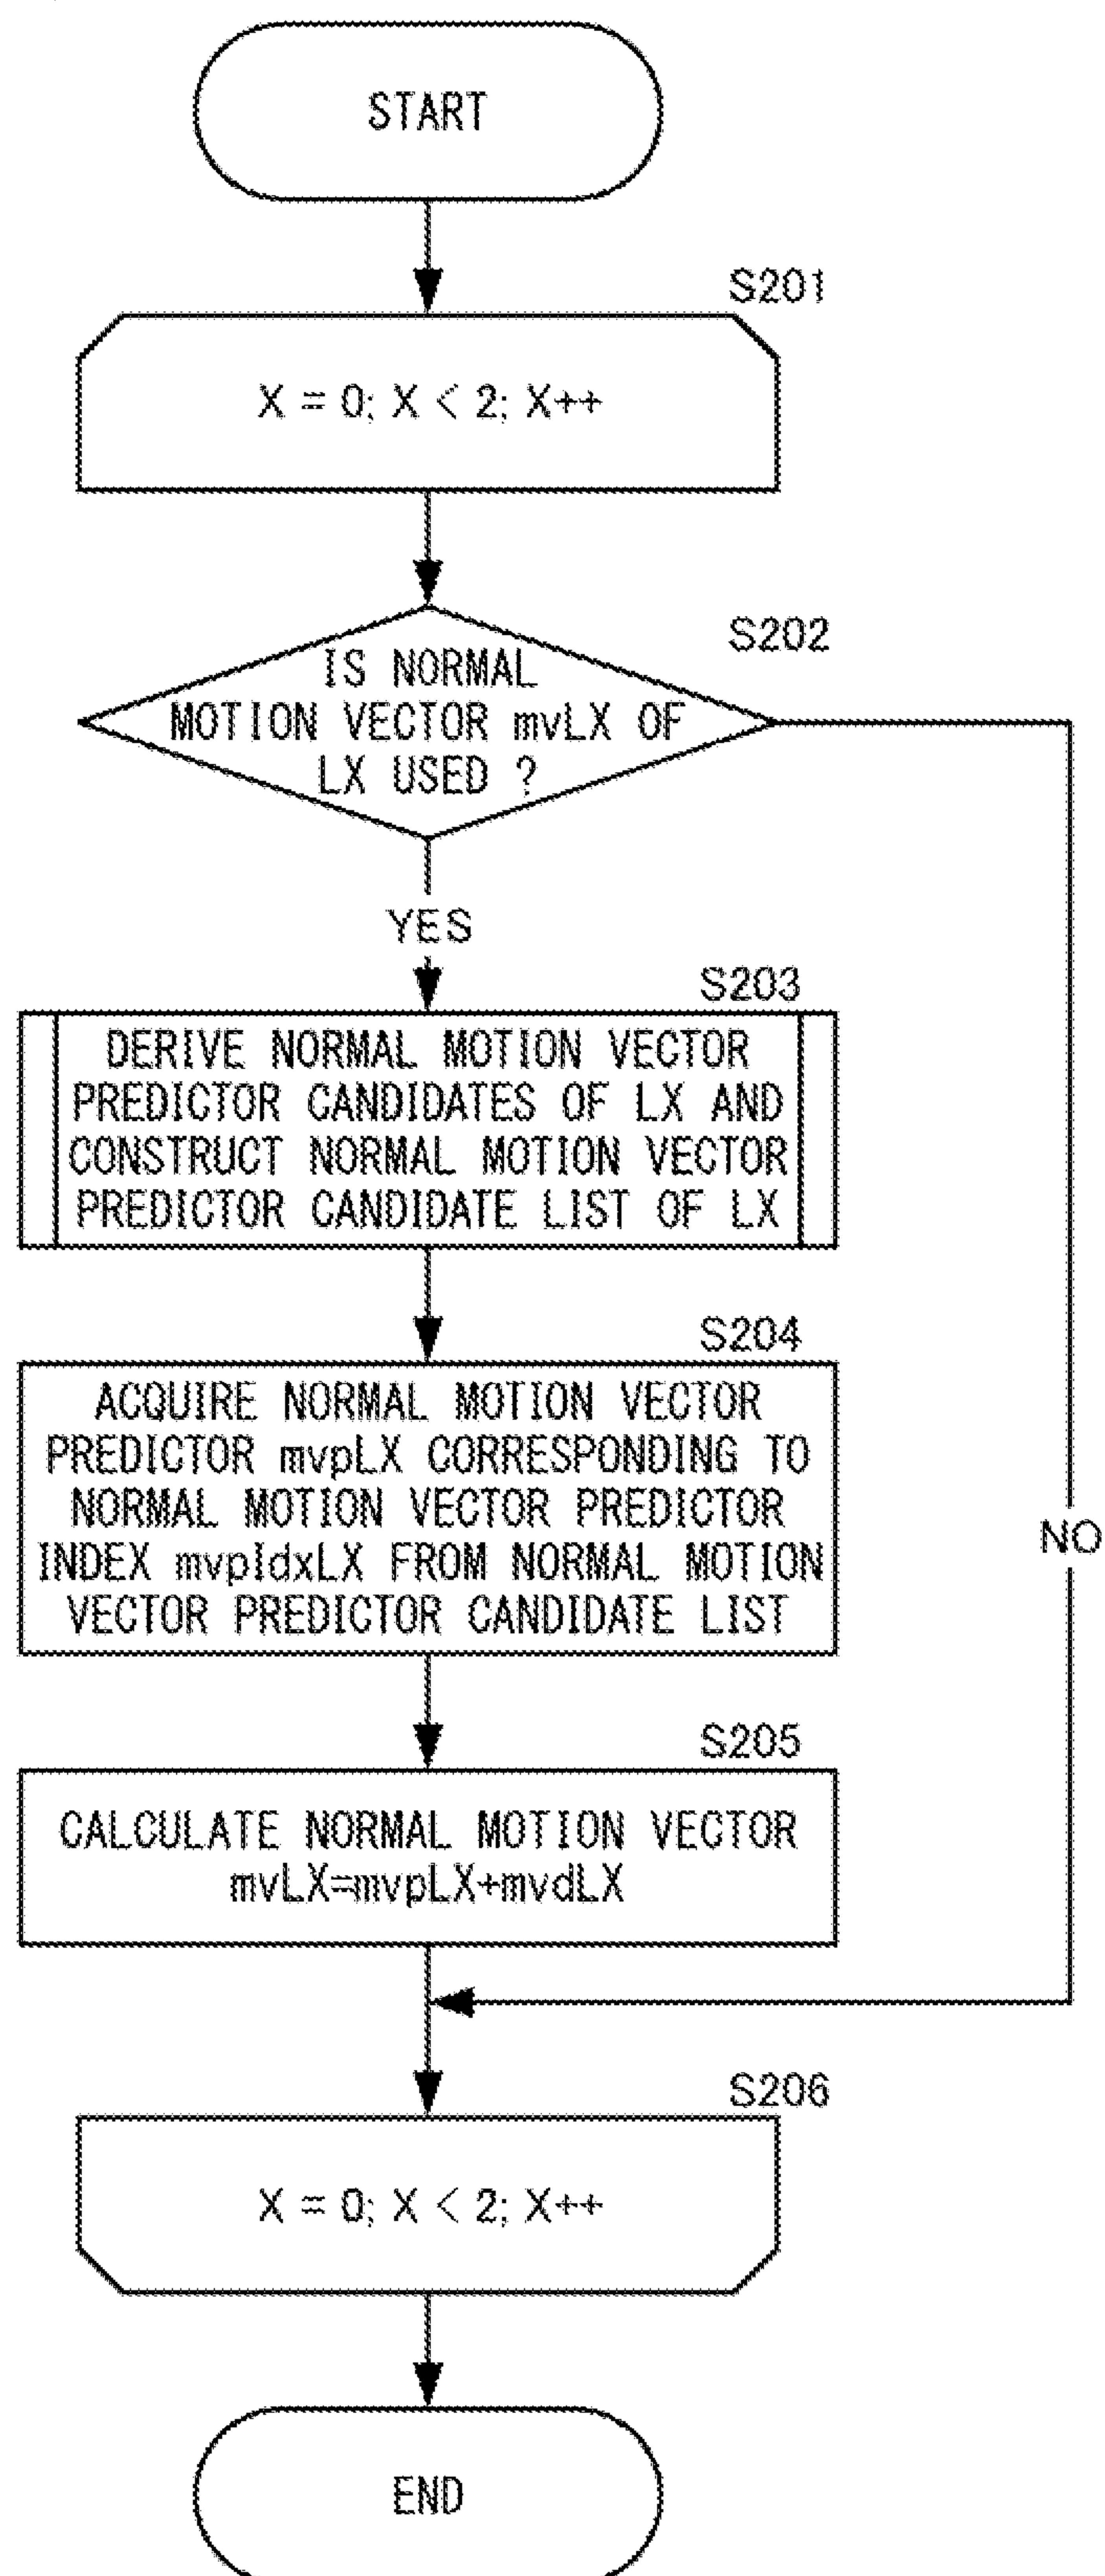 START
S201
X = 0; X < 2; X++
S202
IS NORMAL
MOTION VECTOR mvLX OF
LX USED ?
YES
S203
DERIVE NORMAL MOTION VECTOR
PREDICTOR CANDIDATES OF LX AND
CONSTRUCT NORMAL MOTION VECTOR
PREDICTOR CANDIDATE LIST OF LX
S204
ACQUIRE NORMAL MOTION VECTOR
PREDICTOR mvpLX CORRESPONDING TO
NORMAL MOTION VECTOR PREDICTOR
INDEX mvpIdxLX FROM NORMAL MOTION
VECTOR PREDICTOR CANDIDATE LIST
NO
S205
CALCULATE NORMAL MOTION VECTOR
mvLX=mvpLX+mvdLX
S206
X = 0; X < 2; X++
END